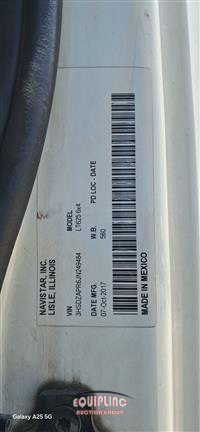 NAVISTAR, INC.
LISLE, ILLINOIS
VIN
3HSDZAPR6JN249484
MODEL
LT625 6x4
DATE MFG.
07-Oct-2017
W.B.
560
PD LOC - DATE
MADE IN MEXICO
Galaxy A25 5G
EQUIPLINC
AUCTION GROUP